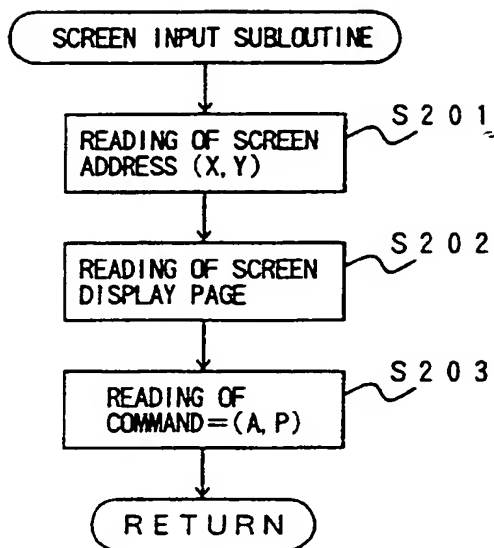 SCREEN INPUT SUBLOUTINE
READING OF SCREEN
ADDRESS (X, Y)
S201
READING OF SCREEN
DISPLAY PAGE
S202
READING OF
COMMAND=(A, P)
S203
RETURN